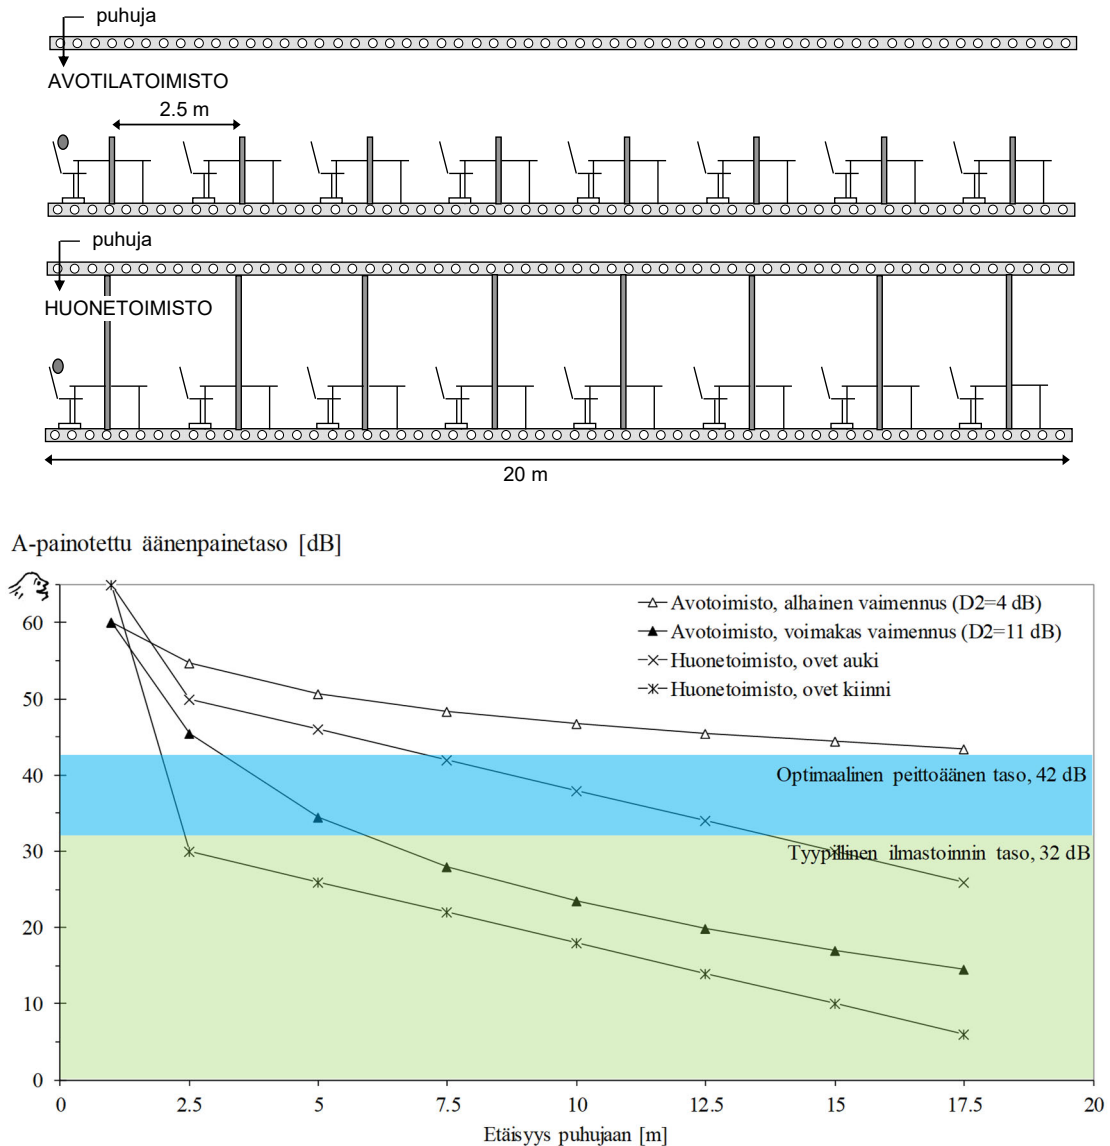 puhuja
AVOTILATOIMISTO
2.5 m
puhuja
HUONETOIMISTO
20 m
A-painotettu äänenpainetaso [dB]
Avotoimisto, alhainen vaimennus (D2=4 dB)
Avotoimisto, voimakas vaimennus (D2=11 dB)
Huonetoimisto, ovet auki
Huonetoimisto, ovet kiinni
60
50
40
30
20
10
0
Optimaalinen peittoäänen taso, 42 dB
Tyypillinen ilmastoinnin taso, 32 dB
0 2.5 5 7.5 10 12.5 15 17.5 20
Etäisyys puhujaan [m]